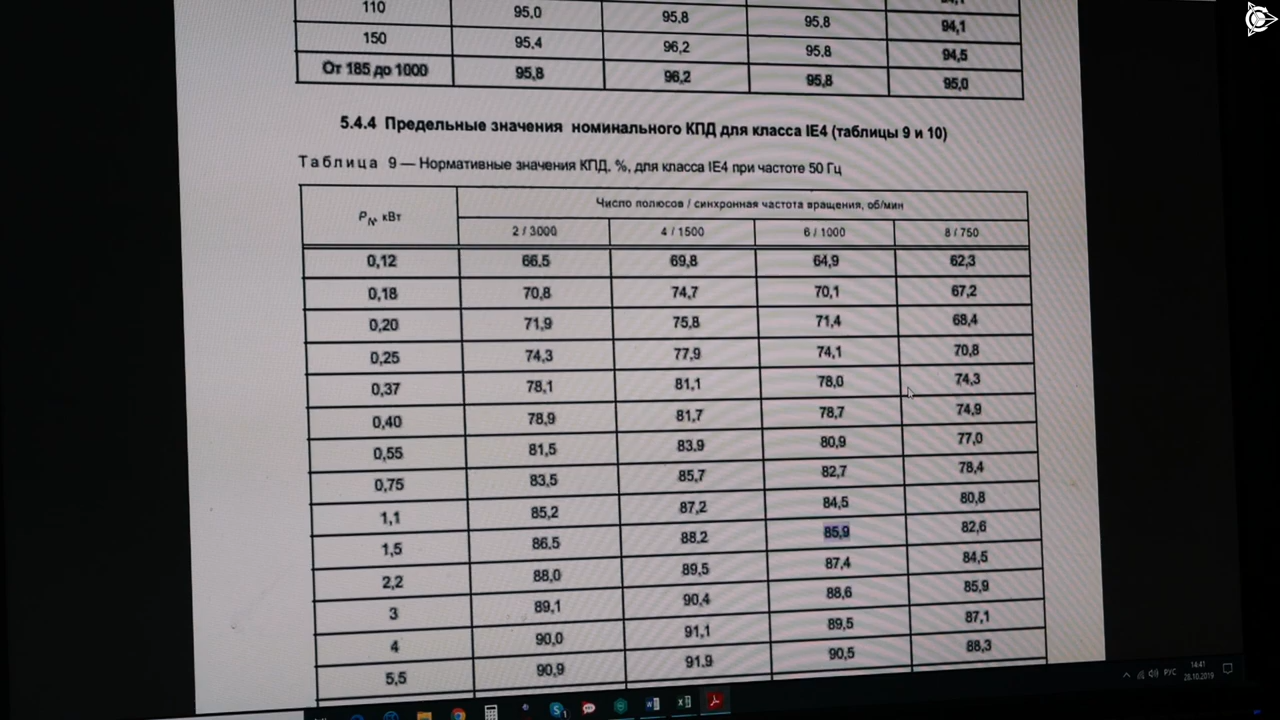 110 95,0 95,8 95,8 94,1
150 95,4 96,2 95,8 94,5
От 185 до 1000 95,8 96,2 95,8 95,0
5.4.4 Предельные значения номинального КПД для класса IE4 (таблицы 9 и 10)
Таблица 9 — Нормативные значения КПД, %, для класса IE4 при частоте 50 Гц
P_N, кВт
Число полюсов / синхронная частота вращения, об/мин
2 / 3000 4 / 1500 6 / 1000 8 / 750
0,12 66,5 69,8 64,9 62,3
0,18 70,8 74,7 70,1 67,2
0,20 71,9 75,8 71,4 68,4
0,25 74,3 77,9 74,1 70,8
0,37 78,1 81,1 78,0 74,3
0,40 78,9 81,7 78,7 74,9
0,55 81,5 83,9 80,9 77,0
0,75 83,5 85,7 82,7 78,4
1,1 85,2 87,2 84,5 80,8
1,5 86,5 88,2 85,9 82,6
2,2 88,0 89,5 87,4 84,5
3 89,1 90,4 88,6 85,9
4 90,0 91,1 89,5 87,1
5,5 90,9 91,9 90,5 88,3
РУС
14:41
28.10.2019